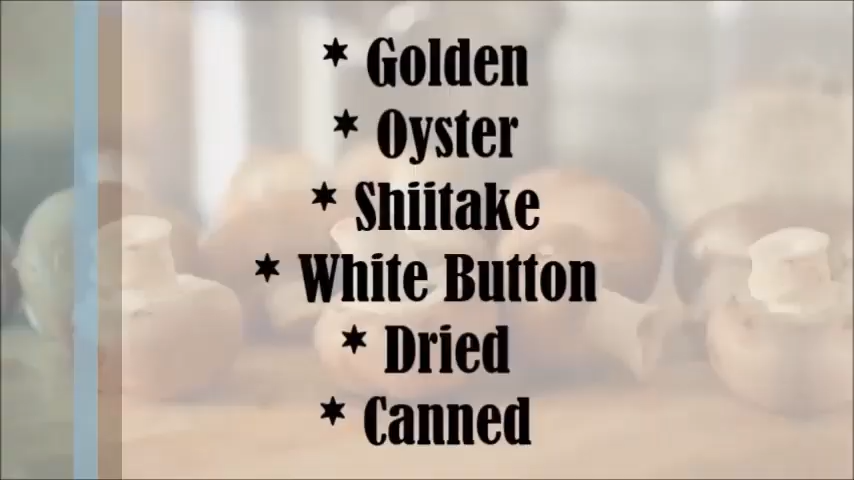 * Golden
* Oyster
* Shiitake
* White Button
* Dried
* Canned